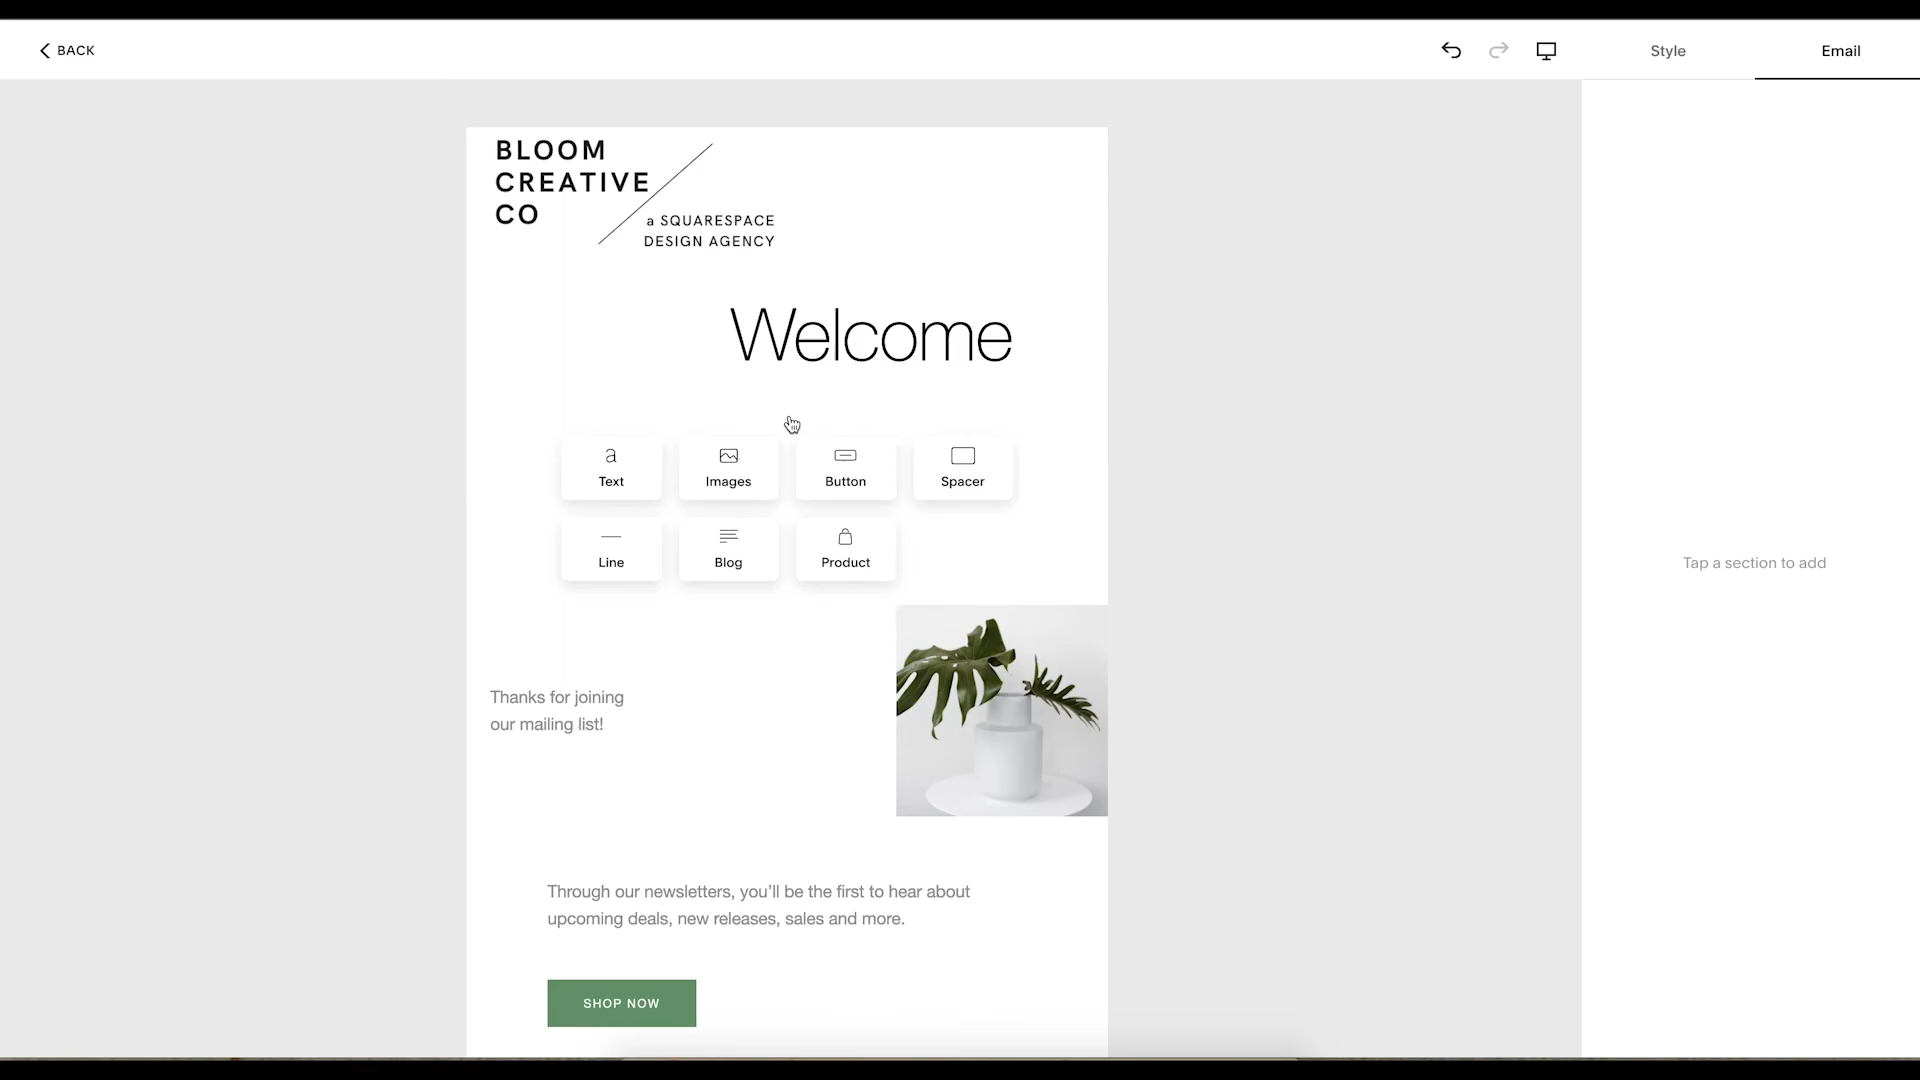 BACK
Style
Email
BLOOM
CREATIVE
CO
a SQUARESPACE
DESIGN AGENCY
Welcome
a
Text
Images
Button
Spacer
Line
Blog
Product
Tap a section to add
Thanks for joining
our mailing list!
Through our newsletters, you'll be the first to hear about
upcoming deals, new releases, sales and more.
SHOP NOW